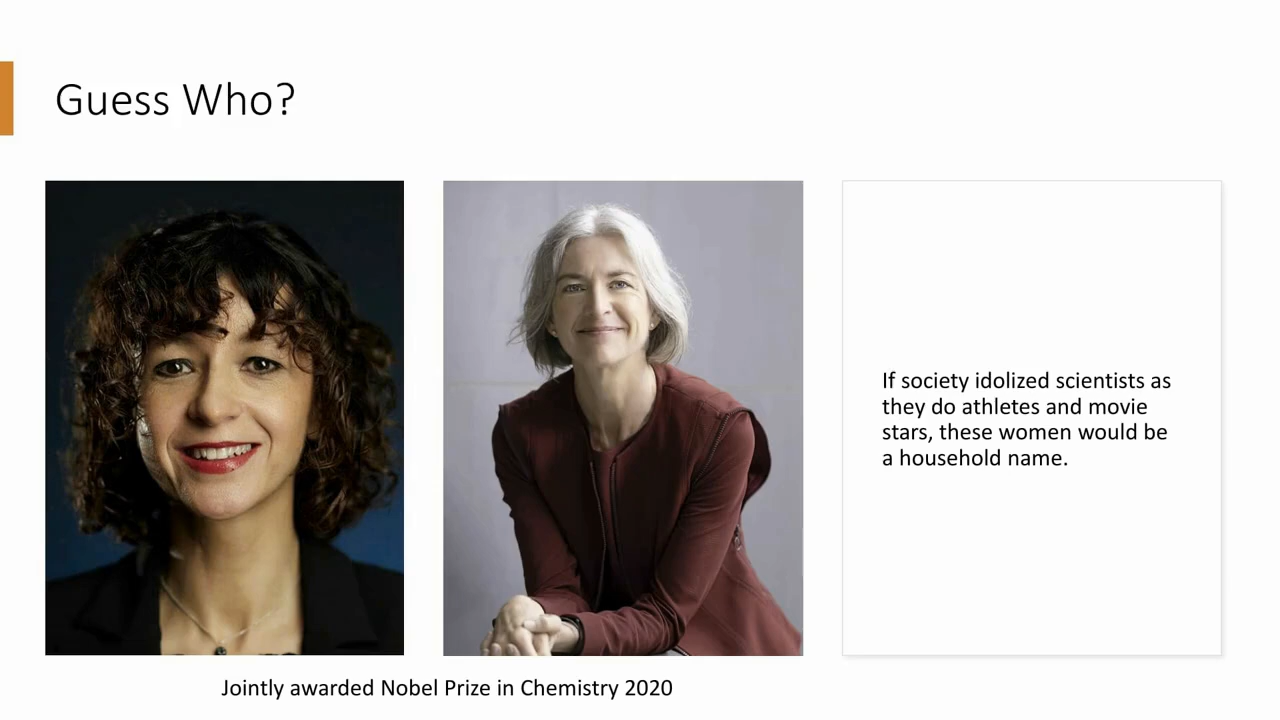 Guess Who?
If society idolized scientists as
they do athletes and movie
stars, these women would be
a household name.
Jointly awarded Nobel Prize in Chemistry 2020